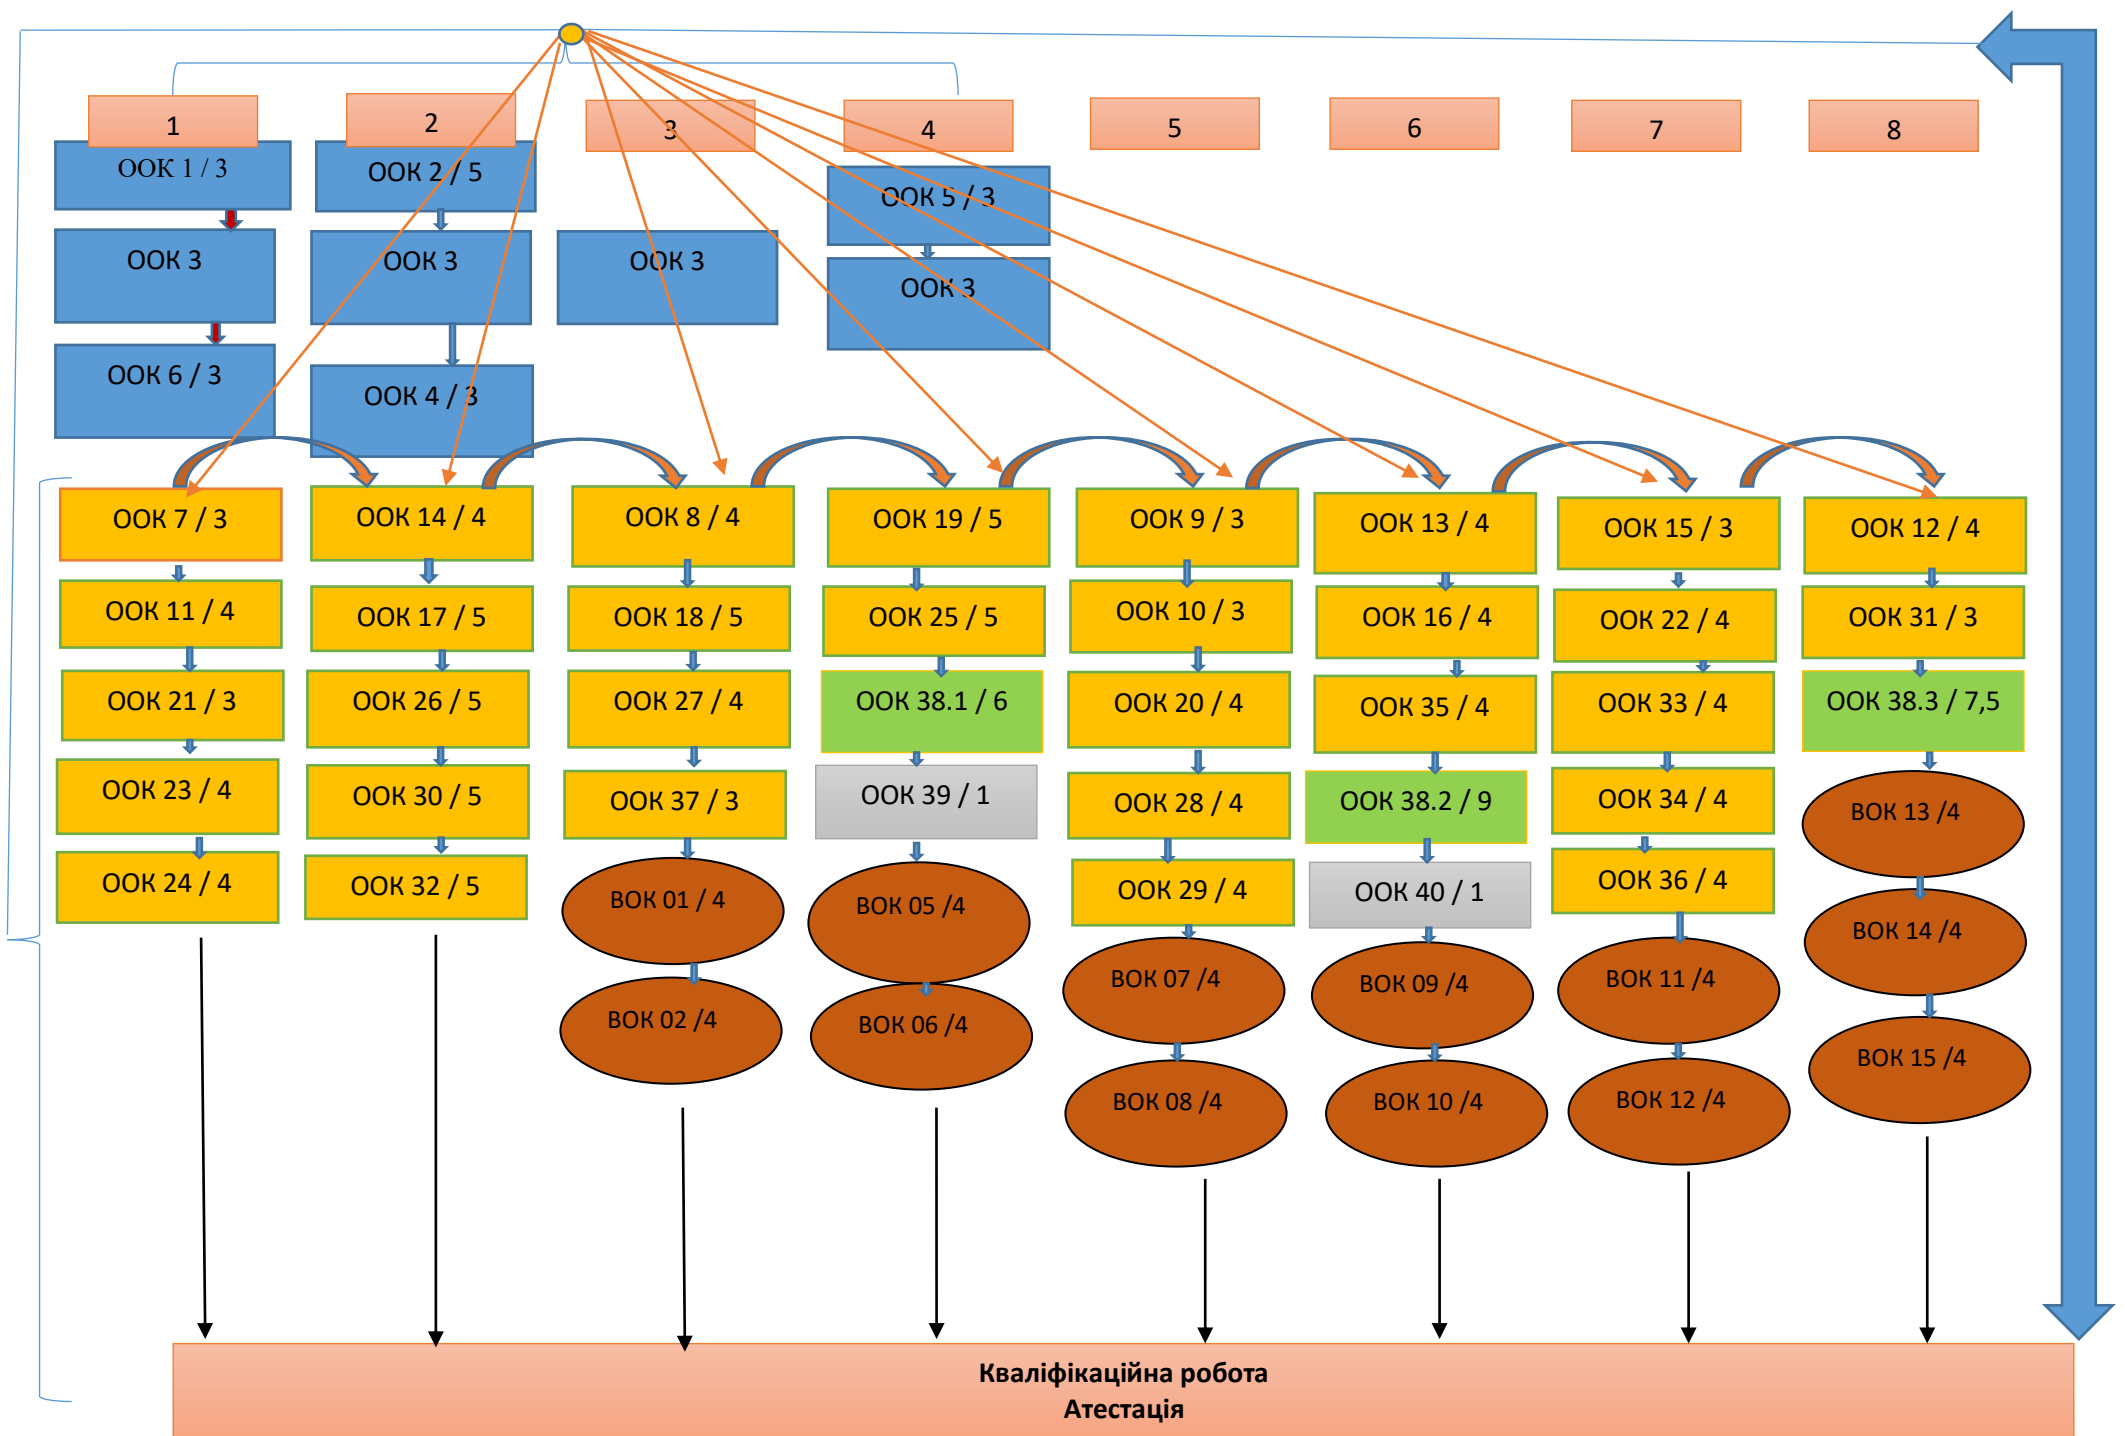 1
2
3
4
5
6
7
8
ООК 1 / 3
ООК 2 / 5
ООК 5 / 3
ООК 3
ООК 3
ООК 3
ООК 3
ООК 6 / 3
ООК 4 / 3
ООК 7 / 3
ООК 14 / 4
ООК 8 / 4
ООК 19 / 5
ООК 9 / 3
ООК 13 / 4
ООК 15 / 3
ООК 12 / 4
ООК 11 / 4
ООК 17 / 5
ООК 18 / 5
ООК 25 / 5
ООК 10 / 3
ООК 16 / 4
ООК 22 / 4
ООК 31 / 3
ООК 21 / 3
ООК 26 / 5
ООК 27 / 4
ООК 38.1 / 6
ООК 20 / 4
ООК 35 / 4
ООК 33 / 4
ООК 38.3 / 7,5
ООК 23 / 4
ООК 30 / 5
ООК 37 / 3
ООК 39 / 1
ООК 28 / 4
ООК 38.2 / 9
ООК 34 / 4
ВОК 13 /4
ООК 24 / 4
ООК 32 / 5
ВОК 01 / 4
ВОК 05 /4
ООК 29 / 4
ООК 40 / 1
ООК 36 / 4
ВОК 14 /4
ВОК 02 /4
ВОК 06 /4
ВОК 07 /4
ВОК 09 /4
ВОК 11 /4
ВОК 15 /4
ВОК 08 /4
ВОК 10 /4
ВОК 12 /4
Кваліфікаційна робота
Атестація